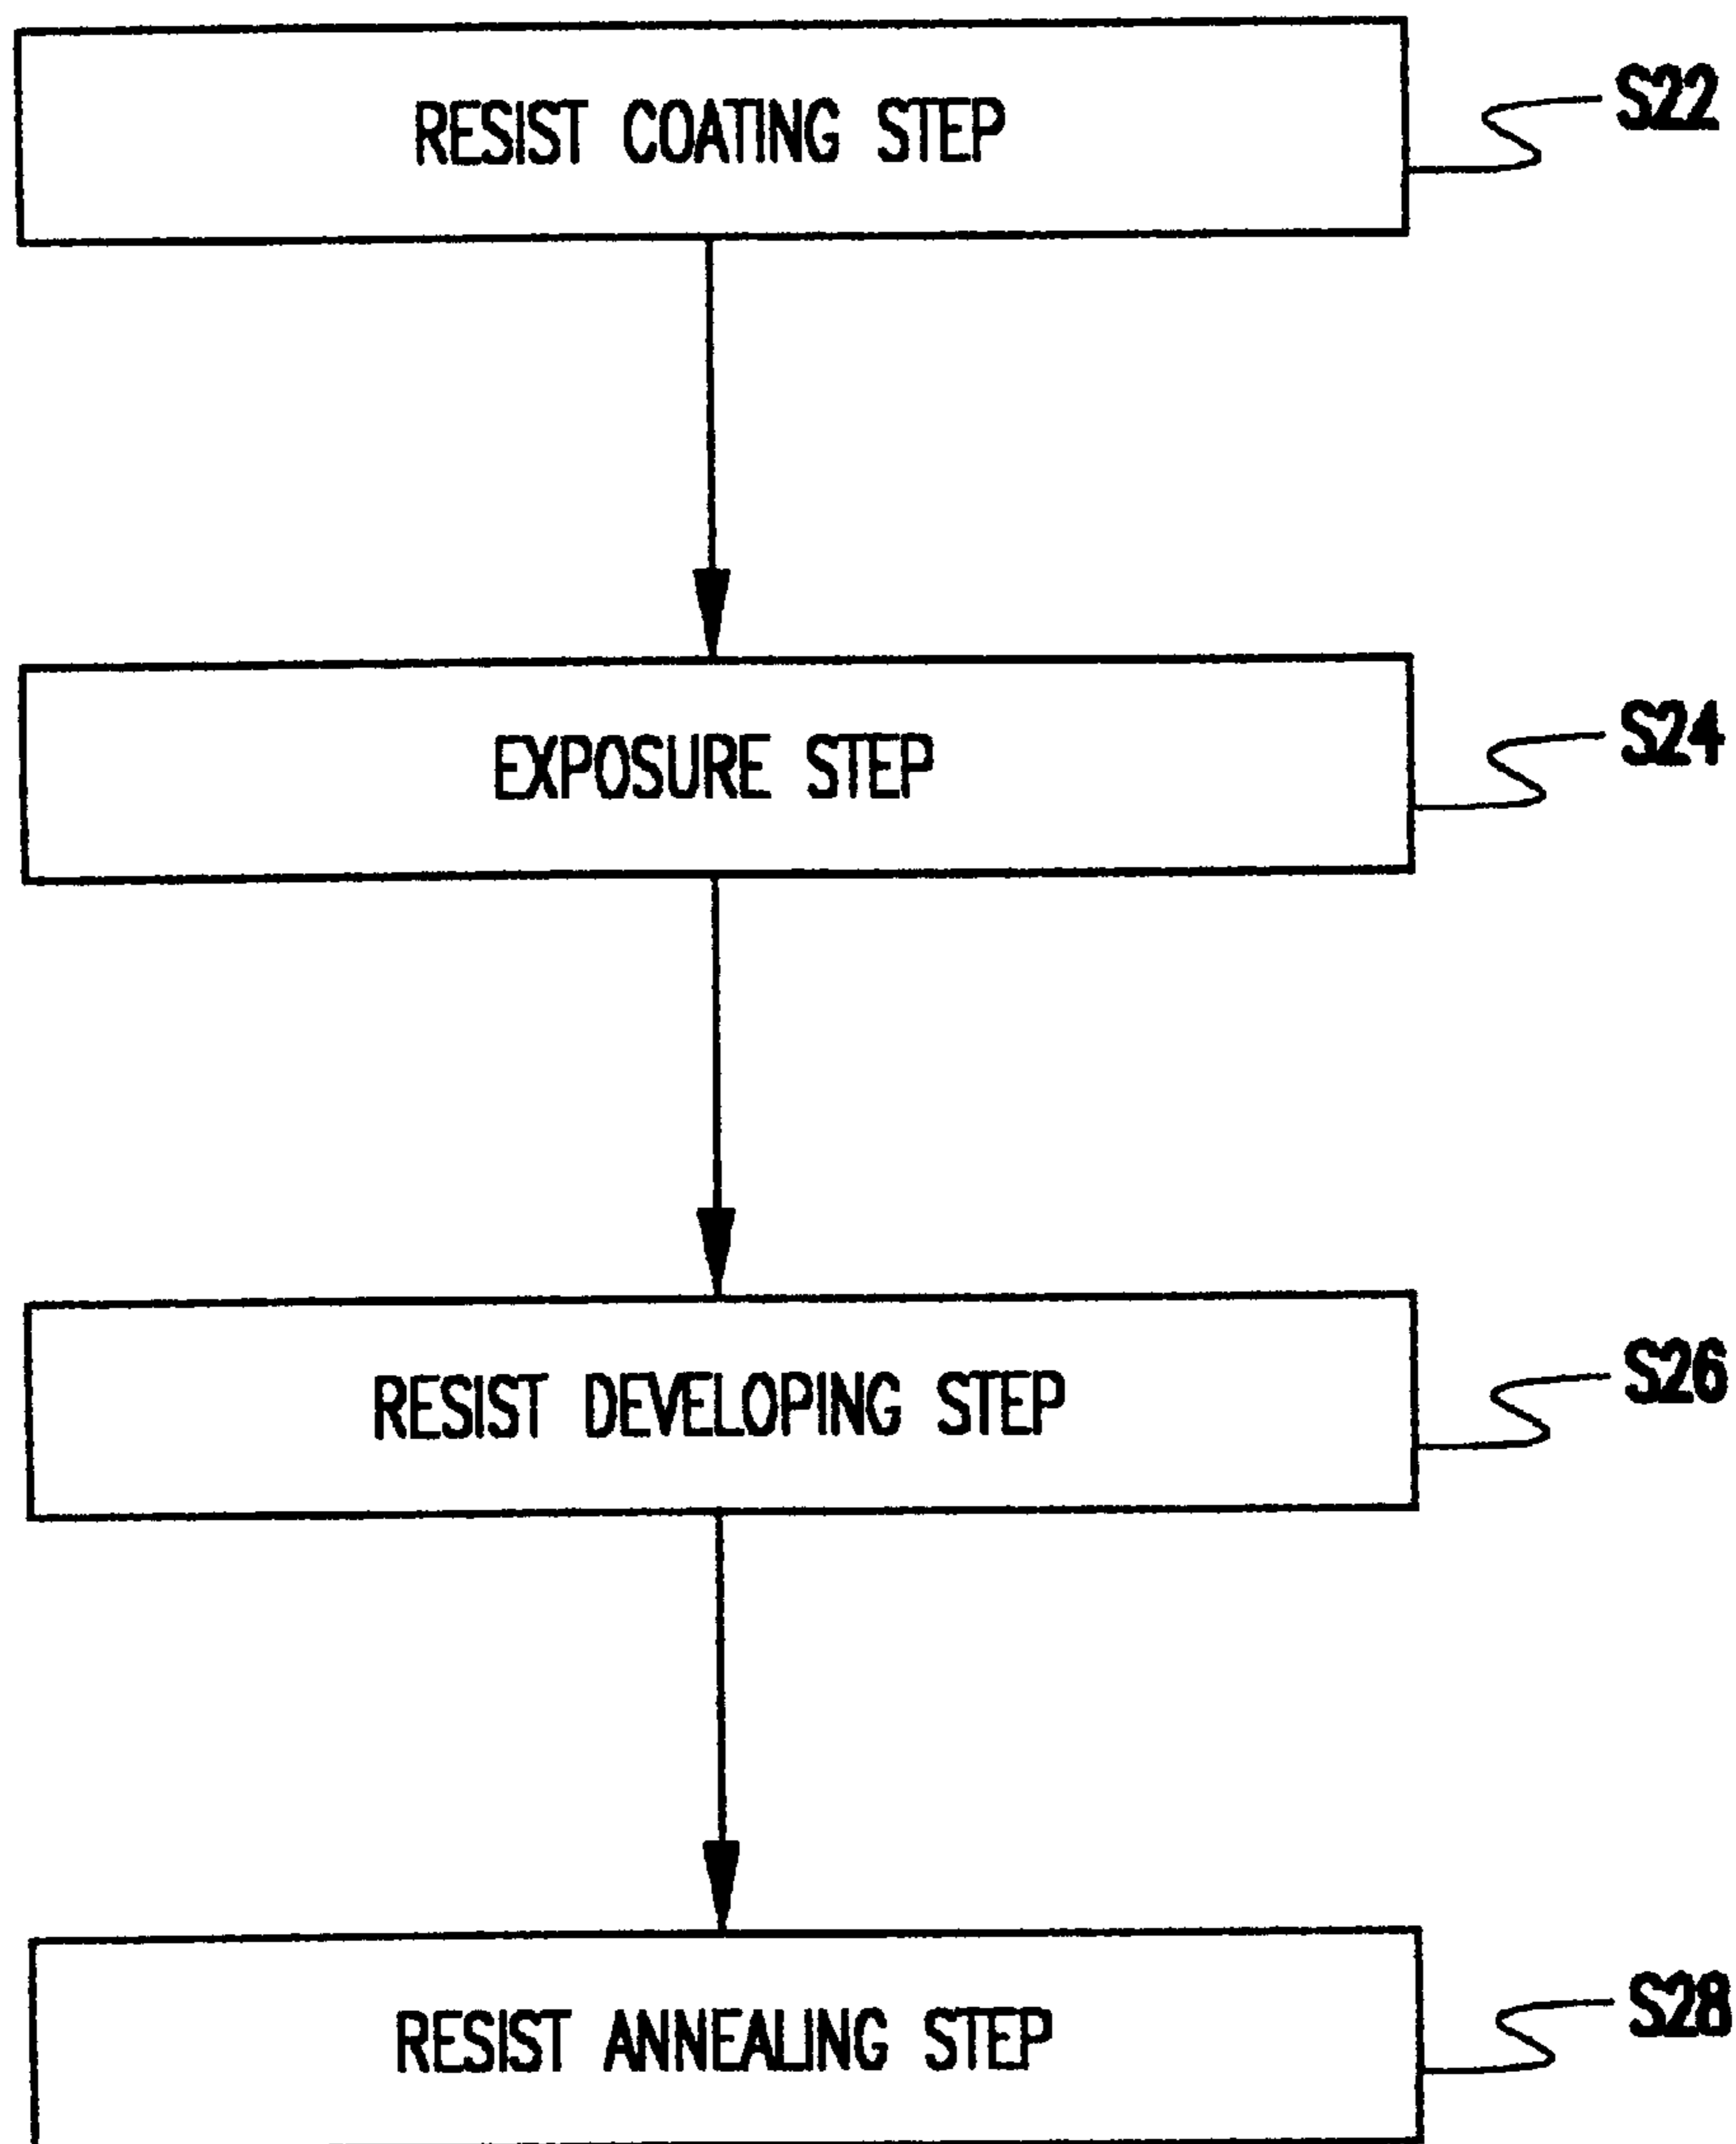 RESIST COATING STEP
S22
EXPOSURE STEP
S24
RESIST DEVELOPING STEP
S26
RESIST ANNEALING STEP
S28